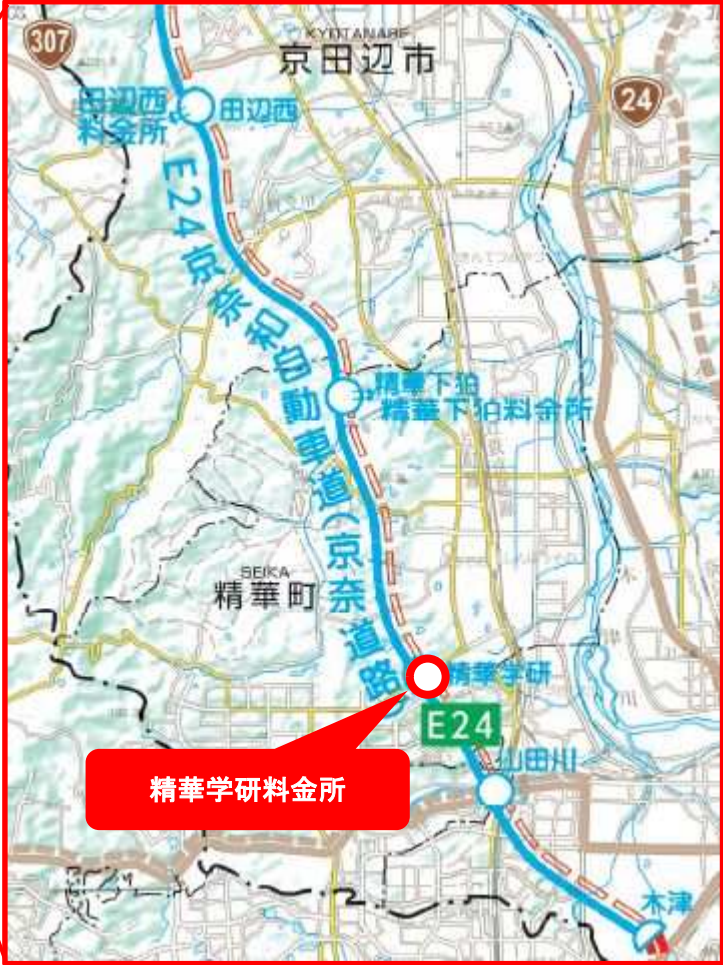 307
KYOTANABE
京田辺市
24
田辺西
料金所
田辺西
E24京奈和自動車道(京奈道路)
精華下狛
精華下狛料金所
SEIKA
精華町
精華学研
E24
精華学研料金所
山田川
木
津
川
木津